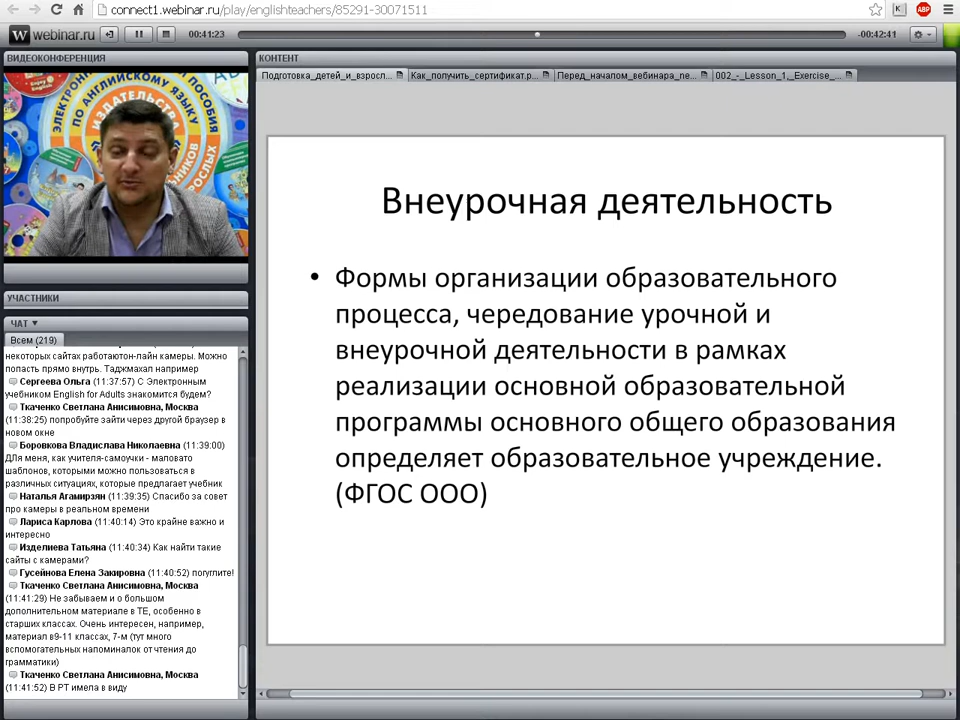 connect1.webinar.ru/play/englishteachers/85291-30071511
webinar.ru
00:41:23
-00:42:41
ВИДЕОКОНФЕРЕНЦИЯ
ЭЛЕКТРОННЫЕ ПОСОБИЯ
ПО АНГЛИЙСКОМУ ЯЗЫКУ
ИЗДАТЕЛЬСТВА
УЧАСТНИКИ
ЧАТ
Всем (219)
некоторых сайтах работаютон-лайн камеры. Можно
попасть прямо внутрь. Таджмахал например
Сергеева Ольга (11:37:57) С Электронным
учебником English for Adults знакомится будем?
Ткаченко Светлана Анисимовна, Москва
(11:38:25) попробуйте зайти через другой браузер в
новом окне
Боровкова Владислава Николаевна (11:39:00)
ДЛя меня, как учителя-самоучки - маловато
шаблонов, которыми можно пользоваться в
различных ситуациях, которые предлагает учебник
Наталья Агамирзян (11:39:35) Спасибо за совет
про камеры в реальном времени
Лариса Карлова (11:40:14) Это крайне важно и
интересно
Изделиева Татьяна (11:40:34) Как найти такие
сайты с камерами?
Гусейнова Елена Закировна (11:40:52) погуглите!
Ткаченко Светлана Анисимовна, Москва
(11:41:29) Не забываем и о большом
дополнительном материале в ТЕ, особенно в
старших классах. Очень интересен, например,
материал в9-11 классах, 7-м (тут много
вспомогательных напоминалок от чтения до
грамматики)
Ткаченко Светлана Анисимовна, Москва
(11:41:52) В РТ имела в виду
КОНТЕНТ
Подготовка_детей_и_взросл...
Как_получить_сертификат.p...
Перед_началом_вебинара_пе...
002_-_Lesson_1,_Exercise_...
Внеурочная деятельность
• Формы организации образовательного
процесса, чередование урочной и
внеурочной деятельности в рамках
реализации основной образовательной
программы основного общего образования
определяет образовательное учреждение.
(ФГОС ООО)